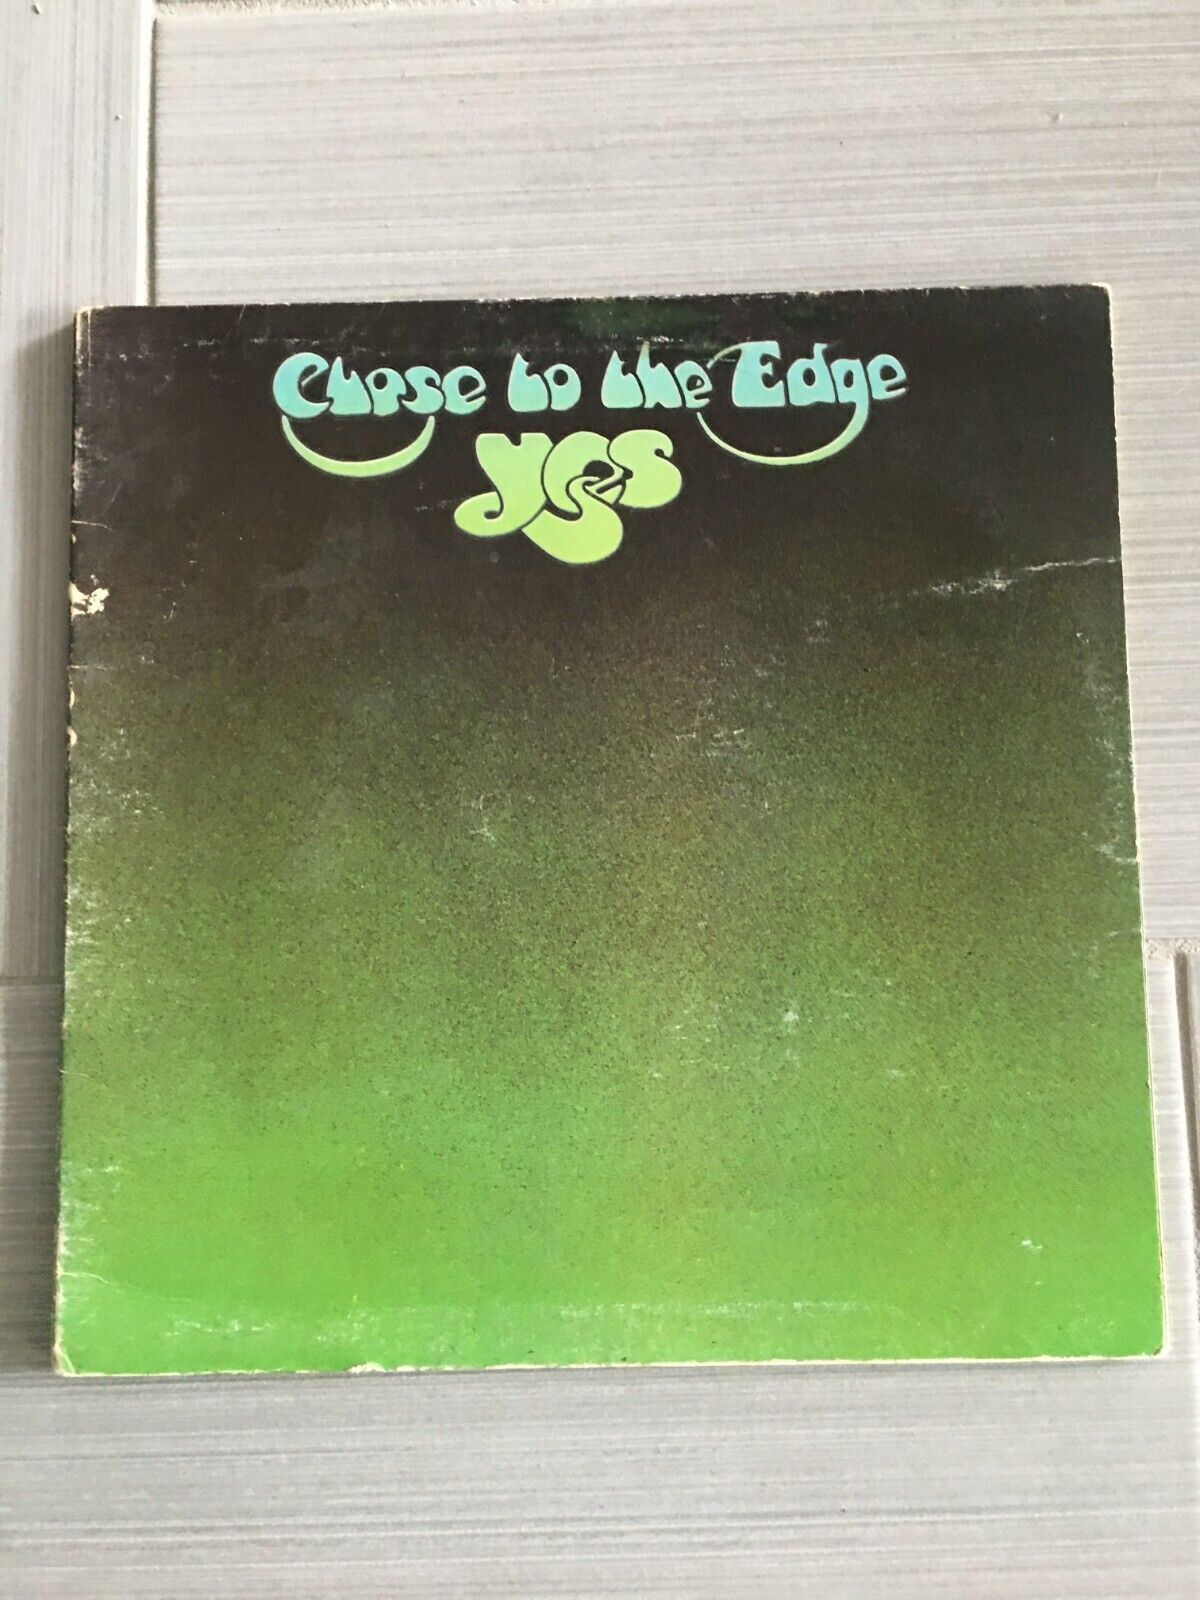 Close to the Edge
Yes